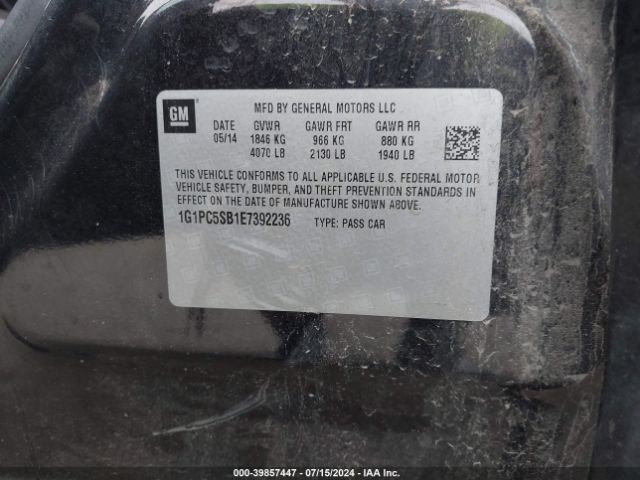 GM
MFD BY GENERAL MOTORS LLC
DATE GVWR GAWR FRT GAWR RR
05/14 1846 KG 966 KG 880 KG
4070 LB 2130 LB 1940 LB
THIS VEHICLE CONFORMS TO ALL APPLICABLE U.S. FEDERAL MOTOR
VEHICLE SAFETY, BUMPER, AND THEFT PREVENTION STANDARDS IN
EFFECT ON THE DATE OF MANUFACTURE SHOWN ABOVE.
1G1PC5SB1E7392236 TYPE: PASS CAR
000-39857447 - 07/15/2024 - IAA Inc.